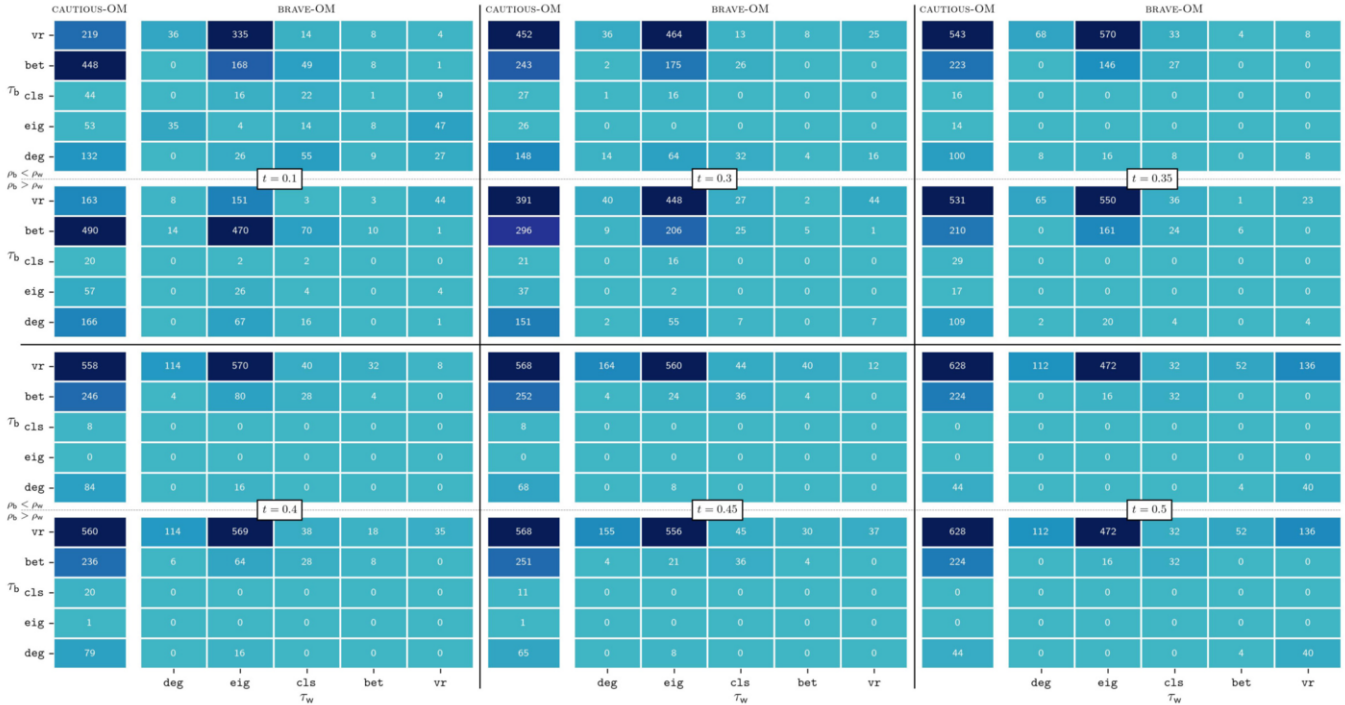 CAUTIOUS-OM BRAVE-OM CAUTIOUS-OM BRAVE-OM CAUTIOUS-OM BRAVE-OM
vr 219 36 335 14 8 4 452 36 464 13 8 25 543 68 570 33 4 8
bet 448 0 168 49 8 1 243 2 175 26 0 0 223 0 146 27 0 0
τb cls 44 0 16 22 1 9 27 1 16 0 0 0 16 0 0 0 0 0
eig 53 35 4 14 8 47 26 0 0 0 0 0 14 0 0 0 0 0
deg 132 0 26 55 9 27 148 14 64 32 4 16 100 8 16 8 0 8
ρb < ρw
t = 0.1 t = 0.3 t = 0.35
ρb > ρw
vr 163 8 151 3 3 44 391 40 448 27 2 44 531 65 550 36 1 23
bet 490 14 470 70 10 1 296 9 206 25 5 1 210 0 161 24 6 0
τb cls 20 0 2 2 0 0 21 0 16 0 0 0 29 0 0 0 0 0
eig 57 0 26 4 0 4 37 0 2 0 0 0 17 0 0 0 0 0
deg 166 0 67 16 0 1 151 2 55 7 0 7 109 2 20 4 0 4
vr 558 114 570 40 32 8 568 164 560 44 40 12 628 112 472 32 52 136
bet 246 4 80 28 4 0 252 4 24 36 4 0 224 0 16 32 0 0
τb cls 8 0 0 0 0 0 8 0 0 0 0 0 0 0 0 0 0 0
eig 0 0 0 0 0 0 0 0 0 0 0 0 0 0 0 0 0 0
deg 84 0 16 0 0 0 68 0 8 0 0 0 44 0 0 0 4 40
ρb < ρw
t = 0.4 t = 0.45 t = 0.5
ρb > ρw
vr 560 114 569 38 18 35 568 155 556 45 30 37 628 112 472 32 52 136
bet 236 6 64 28 8 0 251 4 21 36 4 0 224 0 16 32 0 0
τb cls 20 0 0 0 0 0 11 0 0 0 0 0 0 0 0 0 0 0
eig 1 0 0 0 0 0 1 0 0 0 0 0 0 0 0 0 0 0
deg 79 0 16 0 0 0 65 0 8 0 0 0 44 0 0 0 4 40
deg eig cls bet vr deg eig cls bet vr deg eig cls bet vr
τw τw τw